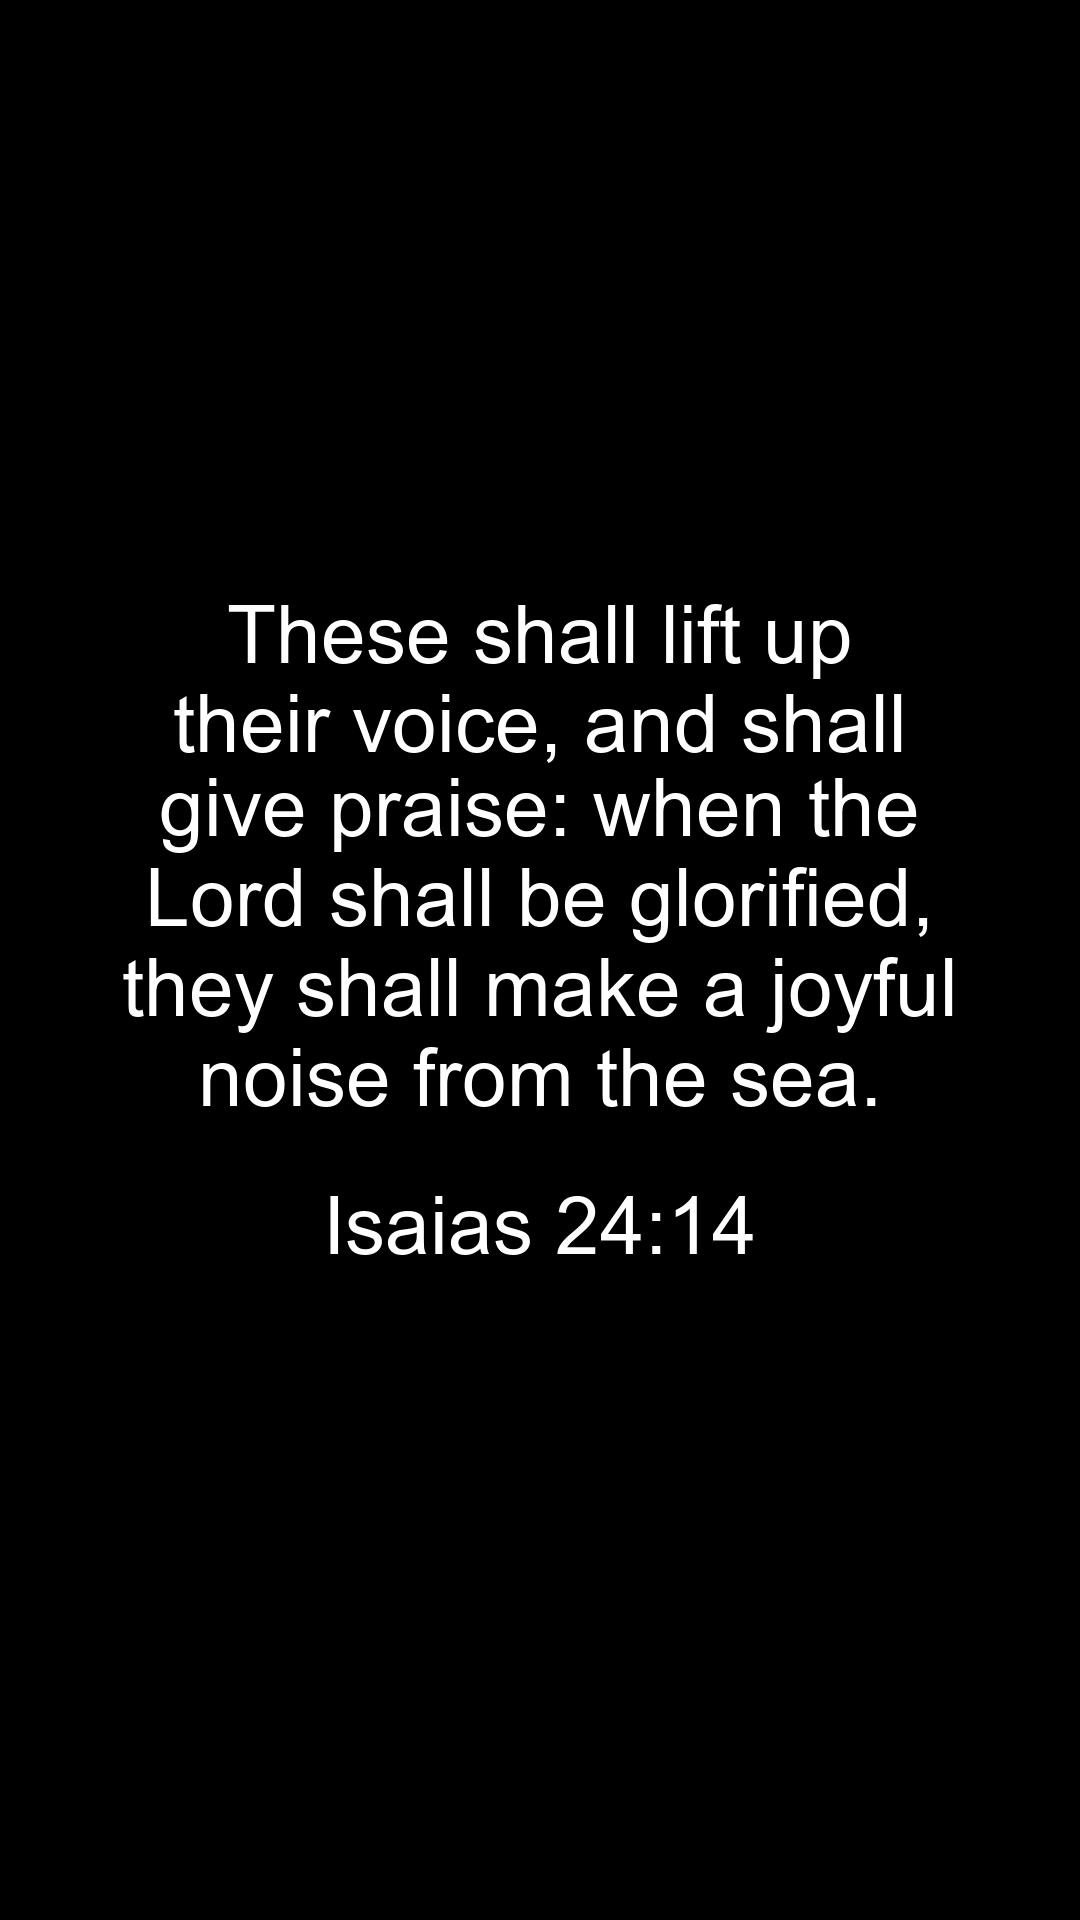 These shall lift up
their voice, and shall
give praise: when the
Lord shall be glorified,
they shall make a joyful
noise from the sea.
Isaias 24:14